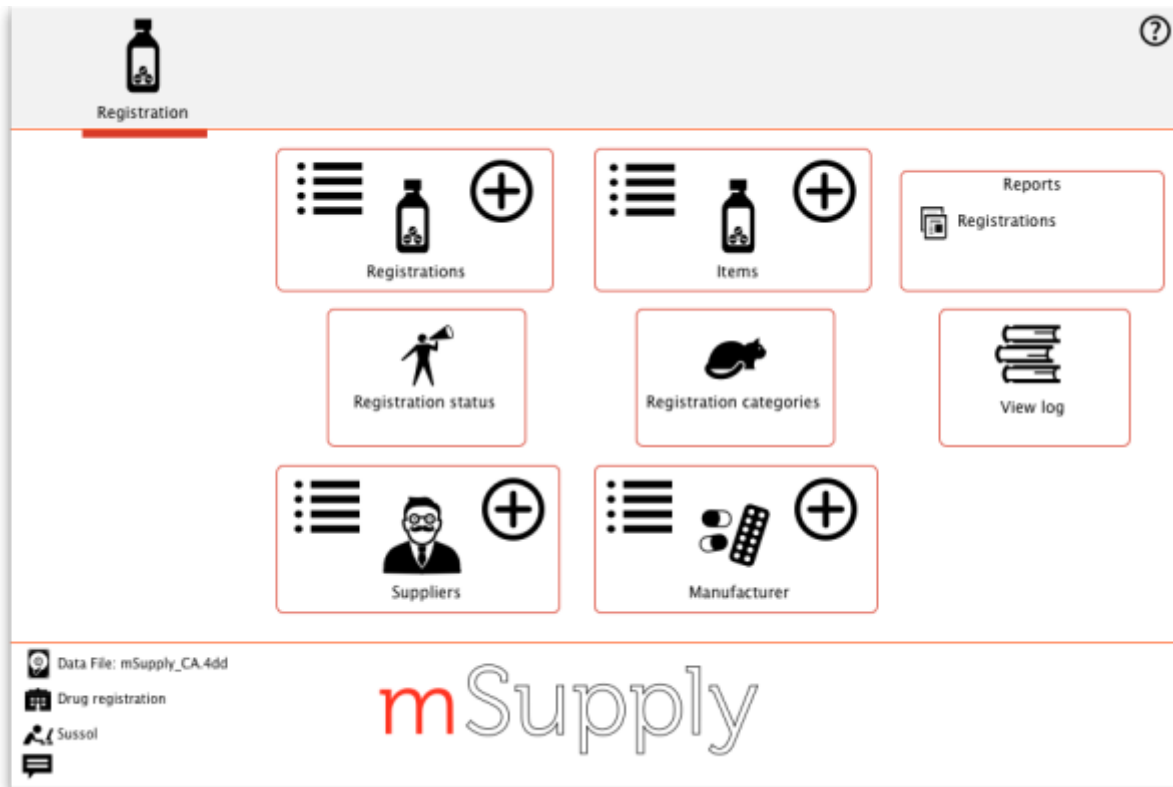 Registration
Registrations
Items
Reports
Registrations
Registration status
Registration categories
View log
Suppliers
Manufacturer
Data File: mSupply_CA.4dd
Drug registration
Sussol
mSupply